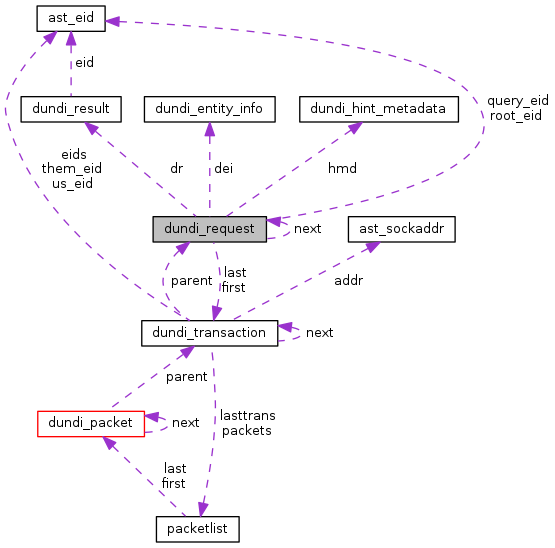 ast_eid
eid
query_eid
root_eid
dundi_result
dundi_entity_info
dundi_hint_metadata
eids
them_eid
us_eid
dr
dei
hmd
dundi_request
next
ast_sockaddr
parent
last
first
addr
dundi_transaction
next
parent
lasttrans
packets
dundi_packet
next
last
first
packetlist